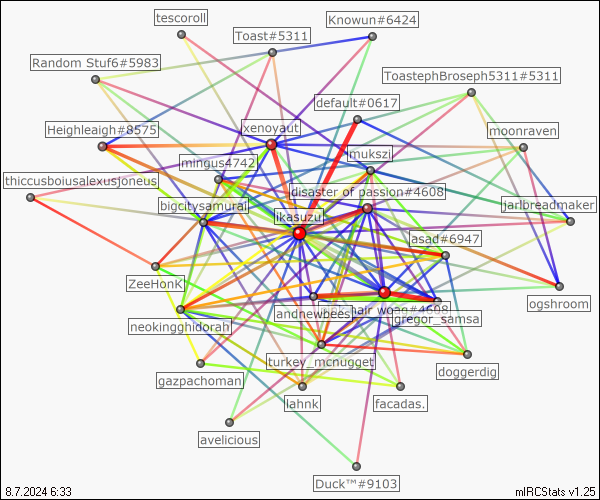 tescoroll
Knowun#6424
Toast#5311
Random Stuf6#5983
ToastephBroseph5311#5311
default#0617
Heighleagh#8575
xenoyaut
moonraven
mukszi
mingus4742
thiccusboiusalexusjoneus
disaster of passion#4608
bigcitysamurai
jarlbreadmaker
ikasuzu
asad#6947
ZeeHonK
ogshroom
andnewbees
hair woag#4608
gregor_samsa
neokingghidorah
turkey_mcnugget
doggerdig
gazpachoman
lahnk
facadas.
avelicious
Duck™#9103
8.7.2024 6:33
mIRCStats v1.25